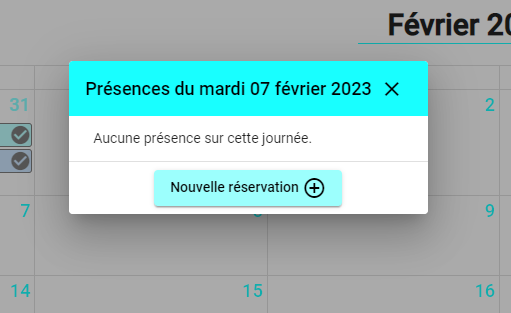 Février 20
Présences du mardi 07 février 2023
31
2
Aucune présence sur cette journée.
Nouvelle réservation
7
9
14
15
16